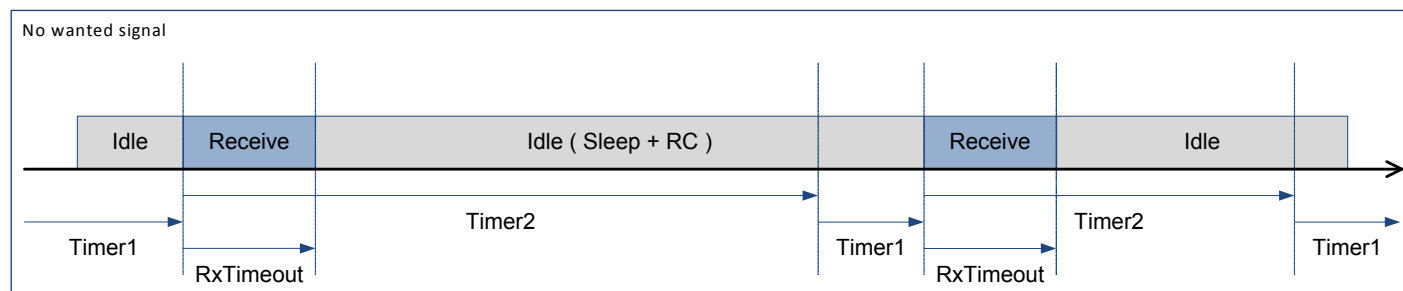 No wanted signal
Idle Receive Idle ( Sleep + RC ) Receive Idle
Timer2 Timer2
Timer1 Timer1 Timer1
RxTimeout RxTimeout